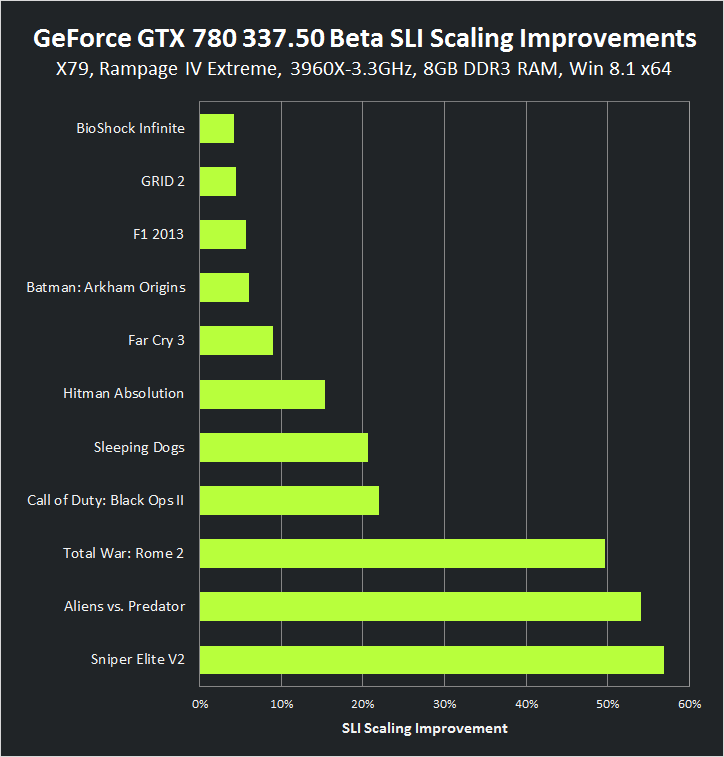 GeForce GTX 780 337.50 Beta SLI Scaling Improvements
X79, Rampage IV Extreme, 3960X-3.3GHz, 8GB DDR3 RAM, Win 8.1 x64
BioShock Infinite
GRID 2
F1 2013
Batman: Arkham Origins
Far Cry 3
Hitman Absolution
Sleeping Dogs
Call of Duty: Black Ops II
Total War: Rome 2
Aliens vs. Predator
Sniper Elite V2
0% 10% 20% 30% 40% 50% 60%
SLI Scaling Improvement